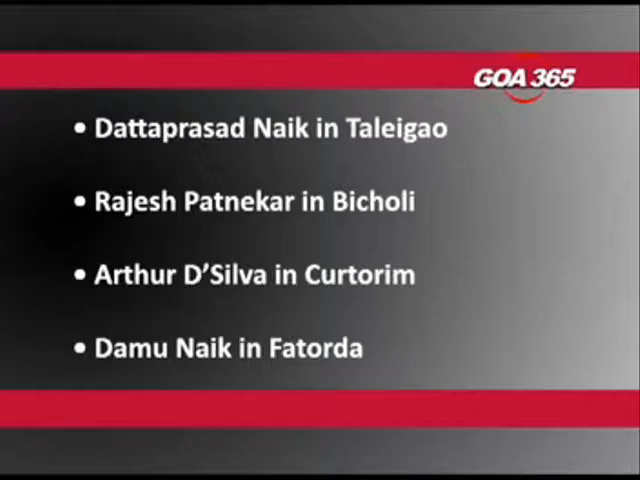 GOA 365
• Dattaprasad Naik in Taleigao
• Rajesh Patnekar in Bicholi
• Arthur D’Silva in Curtorim
• Damu Naik in Fatorda